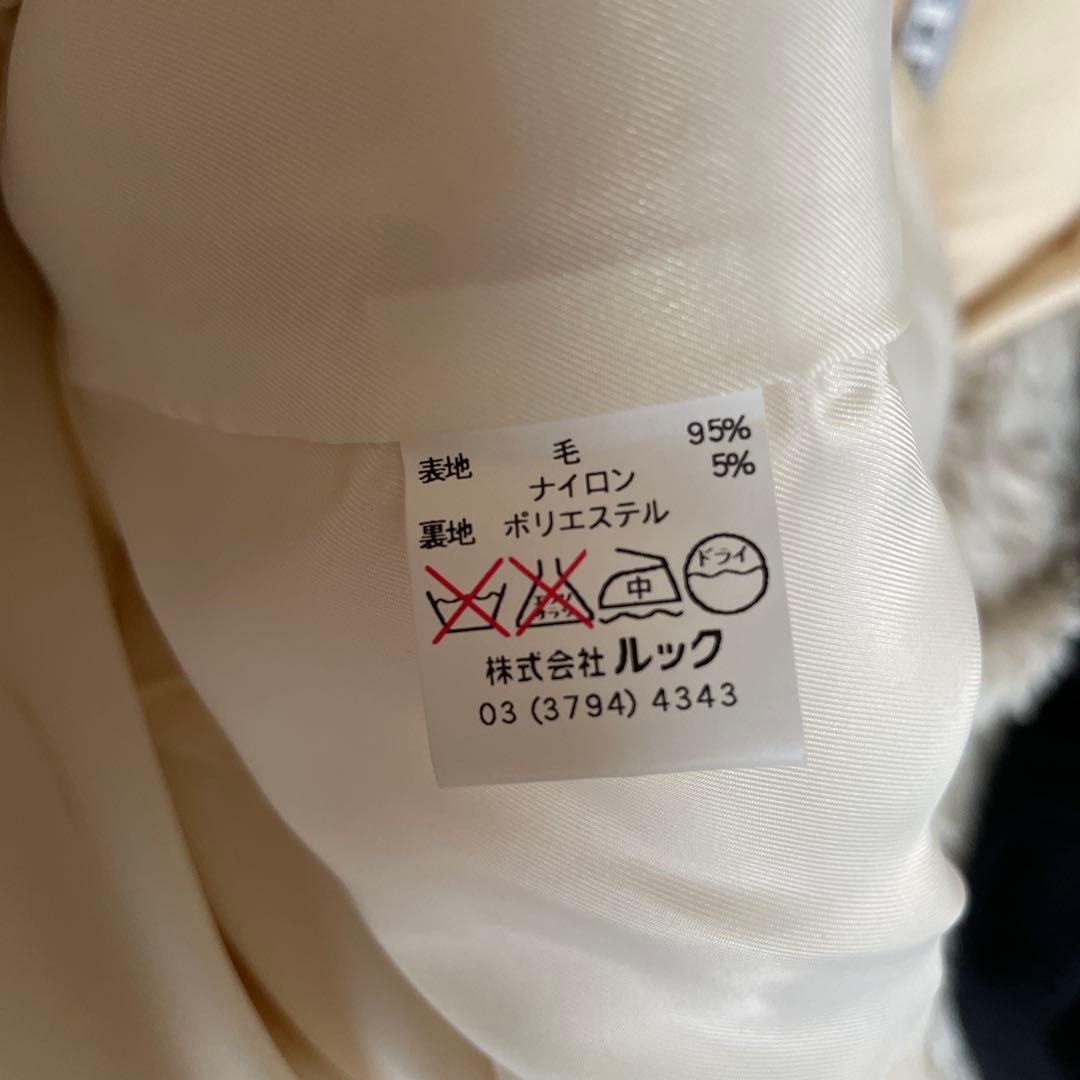 表地 毛 95%
ナイロン 5%
裏地 ポリエステル
中 ドライ
株式会社 ルック
03 (3794) 4343